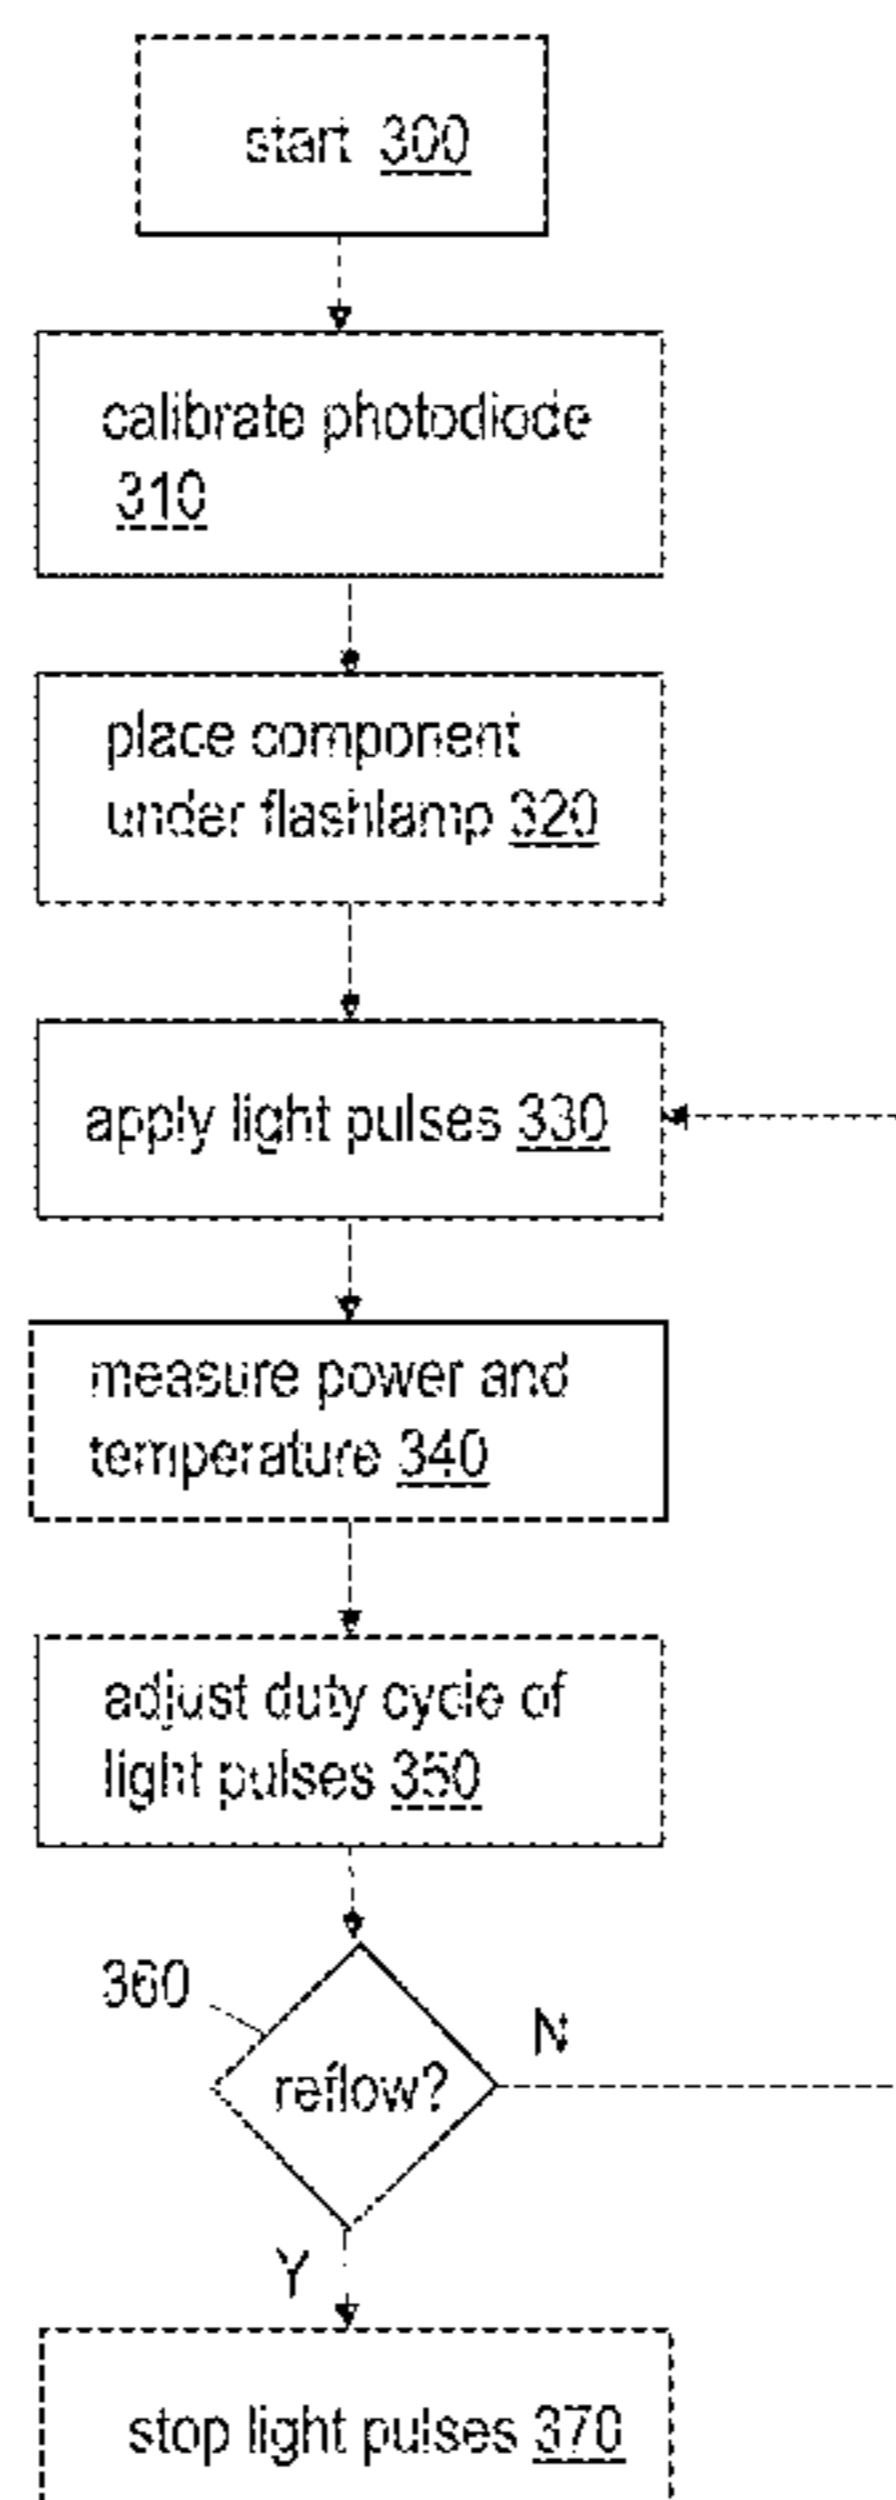 start 300
calibrate photodiode
310
place component
under flashlamp 320
apply light pulses 330
measure power and
temperature 340
adjust duty cycle of
light pulses 350
360
N
reflow?
Y
stop light pulses 370